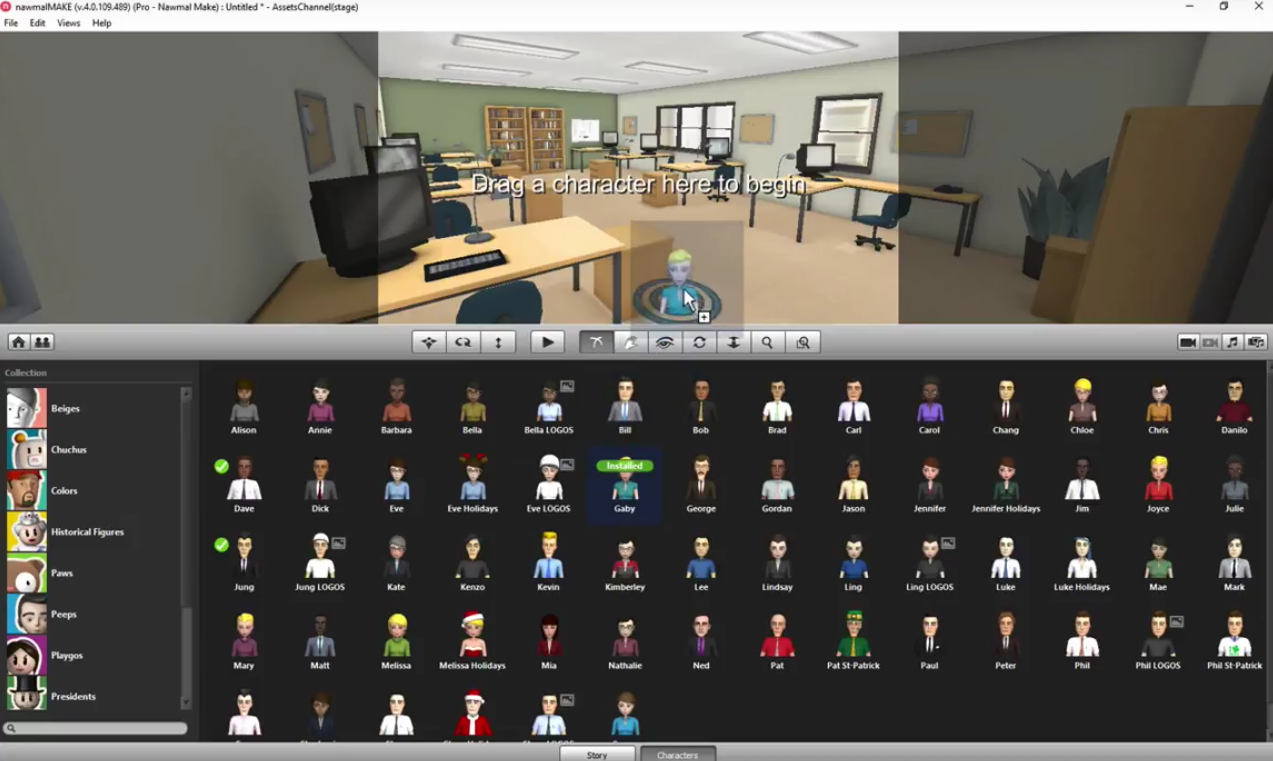 nawmalMAKE (v.4.0.109.489) (Pro - Nawmal Make) : Untitled * - AssetsChannel(stage)
File Edit Views Help
Drag a character here to begin
Collection
Beiges
Chuchus
Colors
Historical Figures
Paws
Peeps
Playgos
Presidents
Alison Annie Barbara Bella Bella LOGOS Bill Bob Brad Carl Carol Chang Chloe Chris Danilo
Installed
Dave Dick Eve Eve Holidays Eve LOGOS Gaby George Gordan Jason Jennifer Jennifer Holidays Jim Joyce Julie
Jung Jung LOGOS Kate Kenzo Kevin Kimberley Lee Lindsay Ling Ling LOGOS Luke Luke Holidays Mae Mark
Mary Matt Melissa Melissa Holidays Mia Nathalie Ned Pat Pat St-Patrick Paul Peter Phil Phil LOGOS Phil St-Patrick
Story Characters